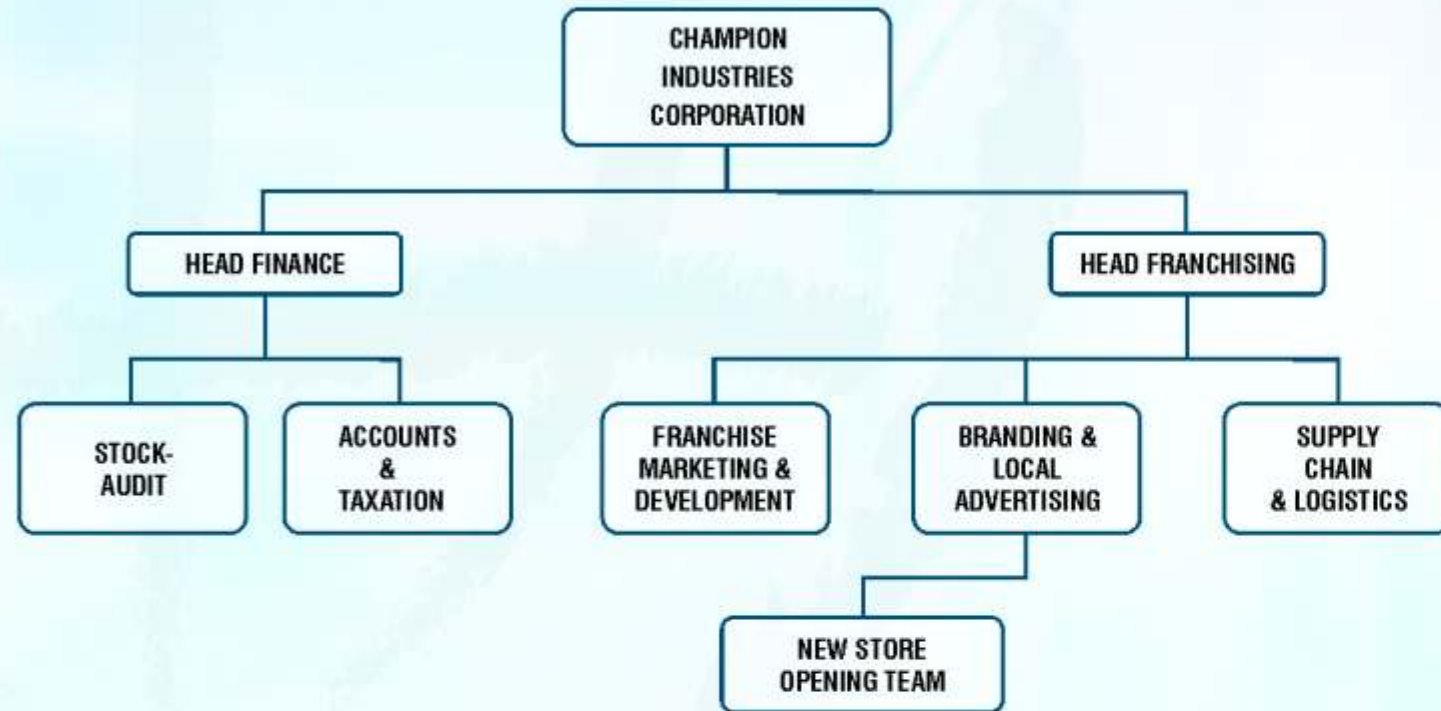 CHAMPION
INDUSTRIES
CORPORATION
HEAD FINANCE
HEAD FRANCHISING
STOCK-
AUDIT
ACCOUNTS
&
TAXATION
FRANCHISE
MARKETING &
DEVELOPMENT
BRANDING &
LOCAL
ADVERTISING
SUPPLY
CHAIN
& LOGISTICS
NEW STORE
OPENING TEAM